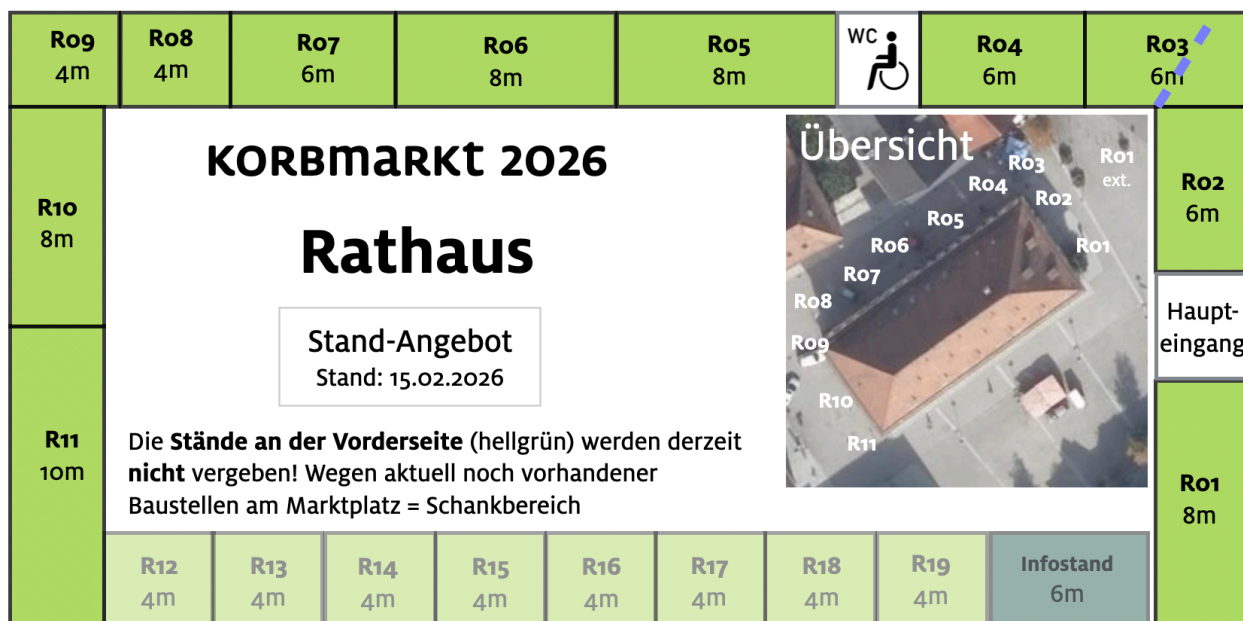 R09
4m
R08
4m
R07
6m
R06
8m
R05
8m
WC
R04
6m
R03
6m
R10
8m
R11
10m
KORBmaRKt 2026
Rathaus
Stand-Angebot
Stand: 15.02.2026
Die Stände an der Vorderseite (hellgrün) werden derzeit
nicht vergeben! Wegen aktuell noch vorhandener
Baustellen am Marktplatz = Schankbereich
Übersicht
R03
R01
ext.
R04
R02
R05
R06
R01
R07
R08
R09
R10
R11
R02
6m
Haupt-
eingang
R01
8m
R12
4m
R13
4m
R14
4m
R15
4m
R16
4m
R17
4m
R18
4m
R19
4m
Infostand
6m